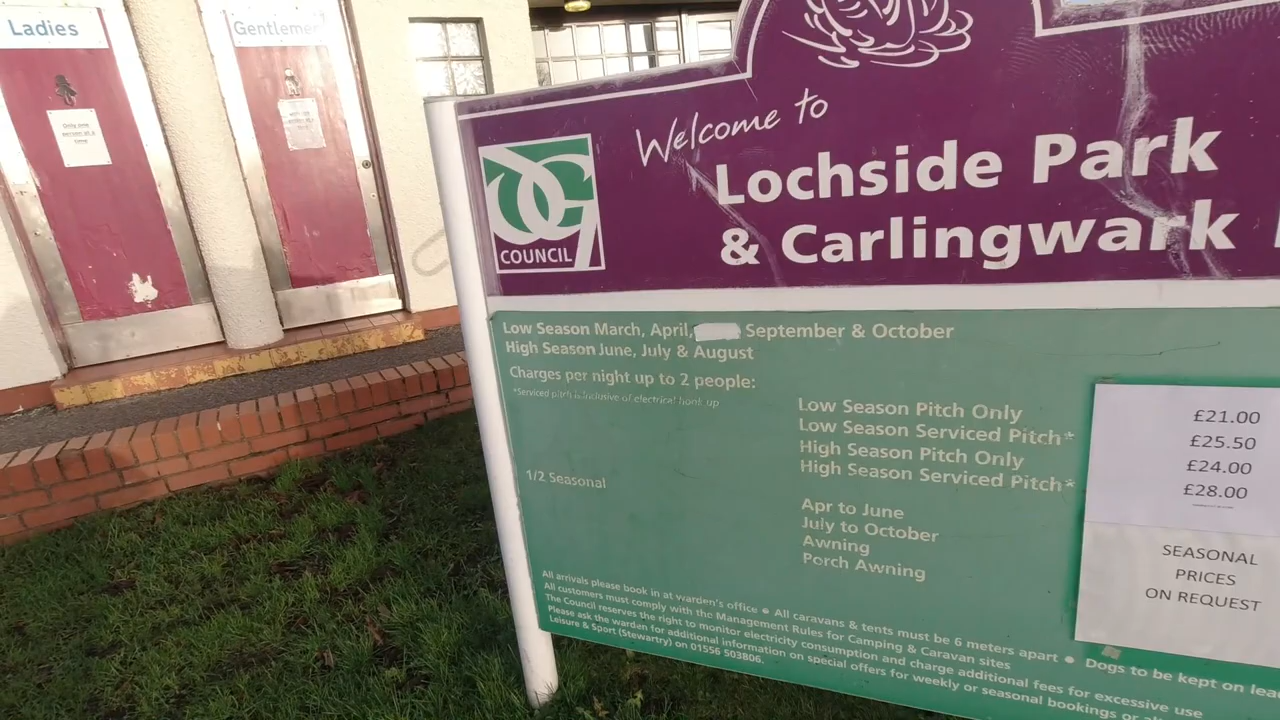 Ladies
Gentlemen
Only one
person at a
time
Welcome to
Lochside Park
& Carlingwark
COUNCIL
Low Season March, April, September & October
High Season June, July & August
Charges per night up to 2 people:
*Serviced pitch is inclusive of electrical hook up
Low Season Pitch Only £21.00
Low Season Serviced Pitch* £25.50
High Season Pitch Only £24.00
High Season Serviced Pitch* £28.00
1/2 Seasonal
Apr to June
July to October
Awning
Porch Awning
SEASONAL
PRICES
ON REQUEST
All arrivals please book in at warden's office • All caravans & tents must be 6 meters apart • Dogs to be kept on
All customers must comply with the Management Rules for Camping & Caravan sites
The Council reserves the right to monitor electricity consumption and charge additional fees for excessive use
Please ask the warden for additional information on special offers for weekly or seasonal bookings or
Leisure & Sport (Stewartry) on 01556 503806.